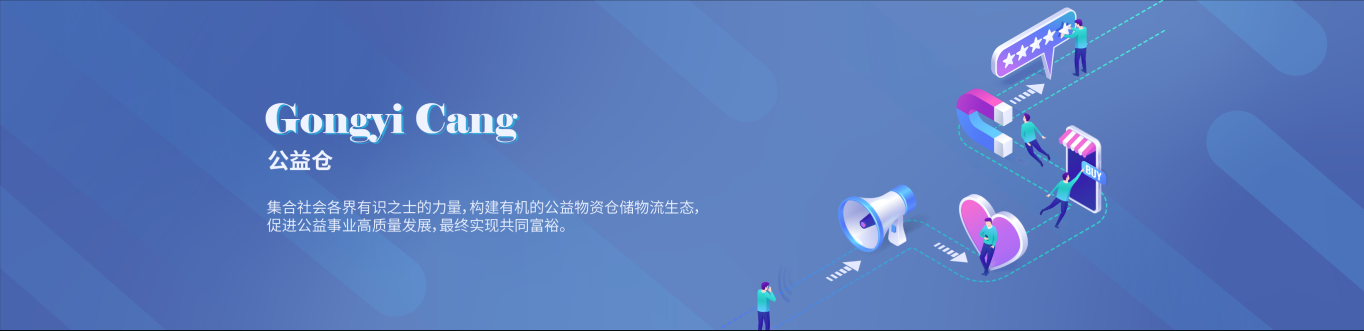 Gongyi Cang
公益仓
集合社会各界有识之士的力量,构建有机的公益物资仓储物流生态,
促进公益事业高质量发展,最终实现共同富裕。
BUY